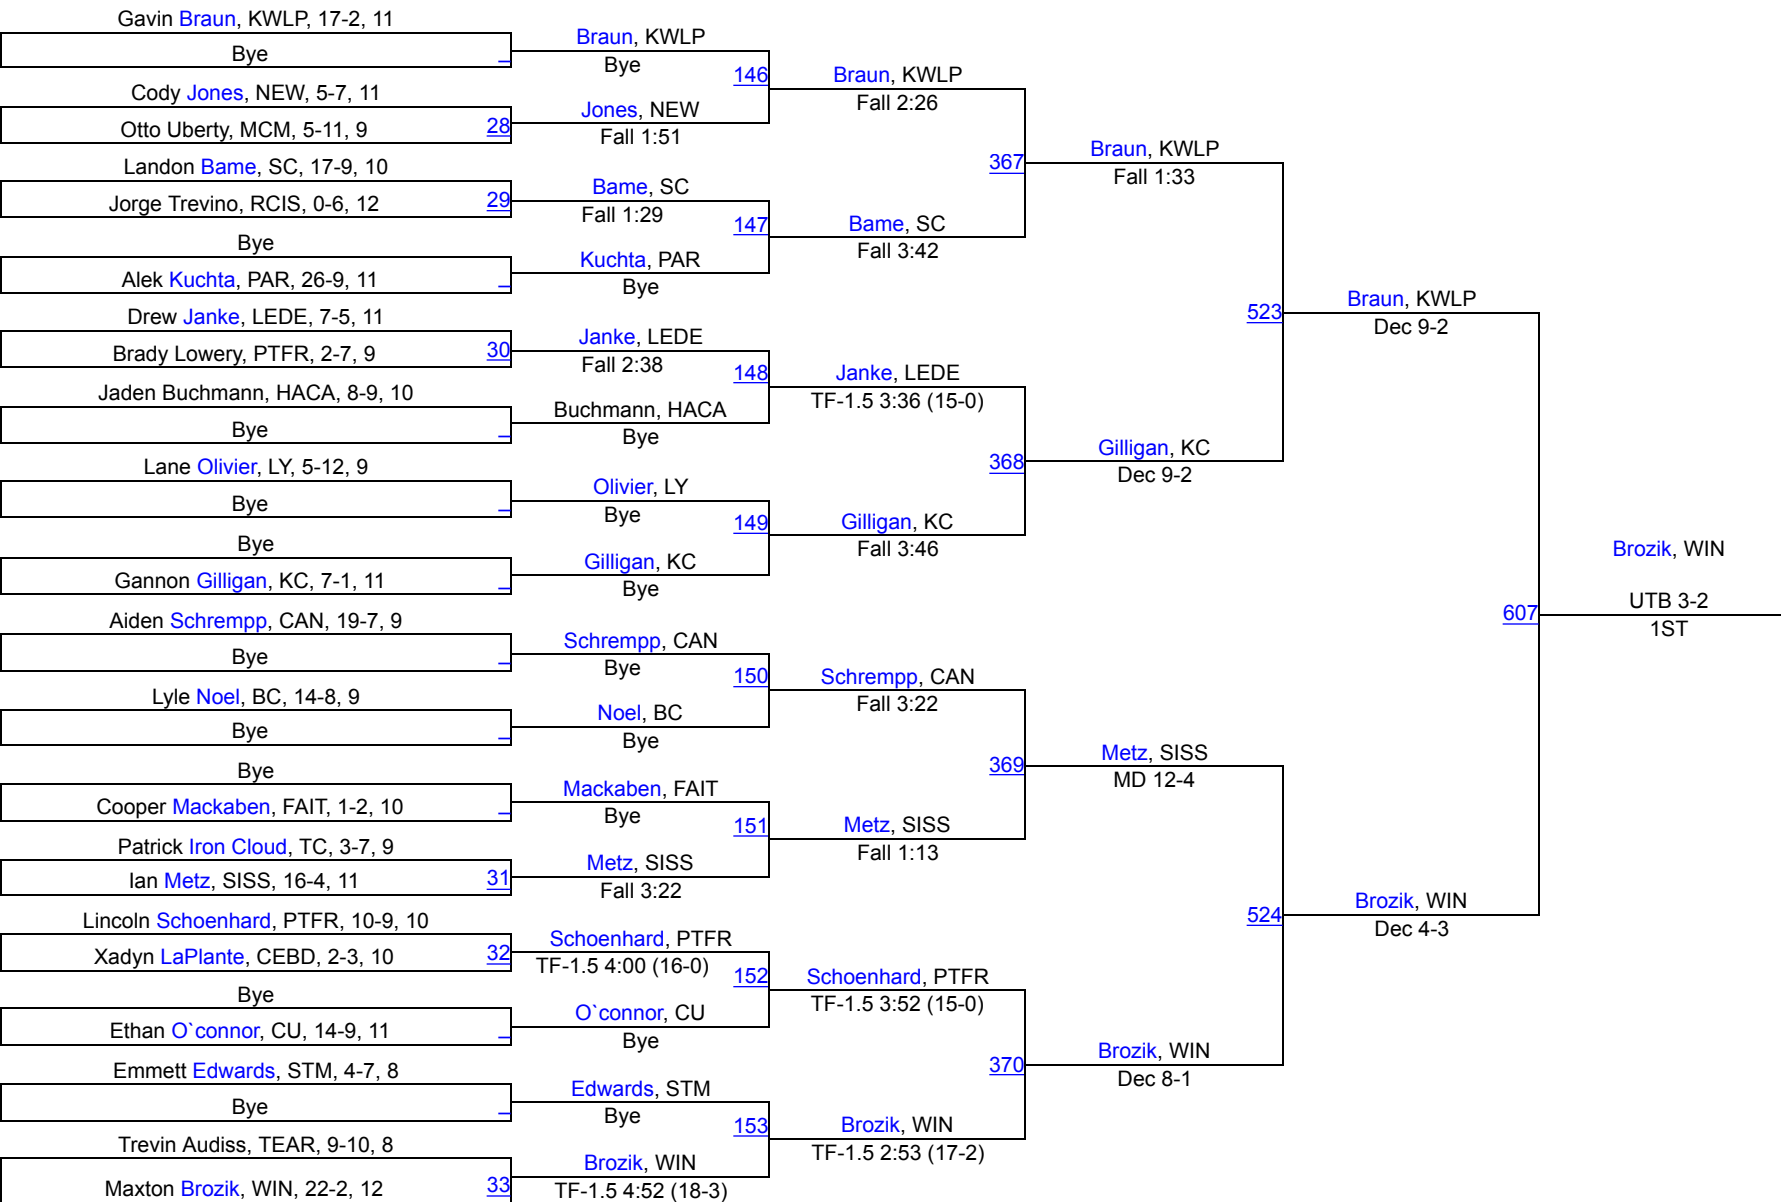 Gavin Braun, KWLP, 17-2, 11
Bye
Cody Jones, NEW, 5-7, 11
Otto Uberty, MCM, 5-11, 9
28
Landon Bame, SC, 17-9, 10
Jorge Trevino, RCIS, 0-6, 12
29
Bye
Alek Kuchta, PAR, 26-9, 11
Drew Janke, LEDE, 7-5, 11
Brady Lowery, PTFR, 2-7, 9
30
Jaden Buchmann, HACA, 8-9, 10
Bye
Lane Olivier, LY, 5-12, 9
Bye
Bye
Gannon Gilligan, KC, 7-1, 11
Aiden Schrempp, CAN, 19-7, 9
Bye
Lyle Noel, BC, 14-8, 9
Bye
Bye
Cooper Mackaben, FAIT, 1-2, 10
Patrick Iron Cloud, TC, 3-7, 9
Ian Metz, SISS, 16-4, 11
31
Lincoln Schoenhard, PTFR, 10-9, 10
Xadyn LaPlante, CEBD, 2-3, 10
32
Bye
Ethan O`connor, CU, 14-9, 11
Emmett Edwards, STM, 4-7, 8
Bye
Trevin Audiss, TEAR, 9-10, 8
Maxton Brozik, WIN, 22-2, 12
33
Braun, KWLP
Bye
146
Jones, NEW
Fall 1:51
Bame, SC
Fall 1:29
147
Kuchta, PAR
Bye
Janke, LEDE
Fall 2:38
148
Buchmann, HACA
Bye
Olivier, LY
Bye
149
Gilligan, KC
Bye
Schrempp, CAN
Bye
150
Noel, BC
Bye
Mackaben, FAIT
Bye
151
Metz, SISS
Fall 3:22
Schoenhard, PTFR
TF-1.5 4:00 (16-0)
152
O`connor, CU
Bye
Edwards, STM
Bye
153
Brozik, WIN
TF-1.5 4:52 (18-3)
Braun, KWLP
Fall 2:26
367
Bame, SC
Fall 3:42
Janke, LEDE
TF-1.5 3:36 (15-0)
368
Gilligan, KC
Fall 3:46
Schrempp, CAN
Fall 3:22
369
Metz, SISS
Fall 1:13
Schoenhard, PTFR
TF-1.5 3:52 (15-0)
370
Brozik, WIN
TF-1.5 2:53 (17-2)
Braun, KWLP
Fall 1:33
523
Gilligan, KC
Dec 9-2
Metz, SISS
MD 12-4
524
Brozik, WIN
Dec 8-1
Braun, KWLP
Dec 9-2
607
Brozik, WIN
Dec 4-3
Brozik, WIN
UTB 3-2
1ST